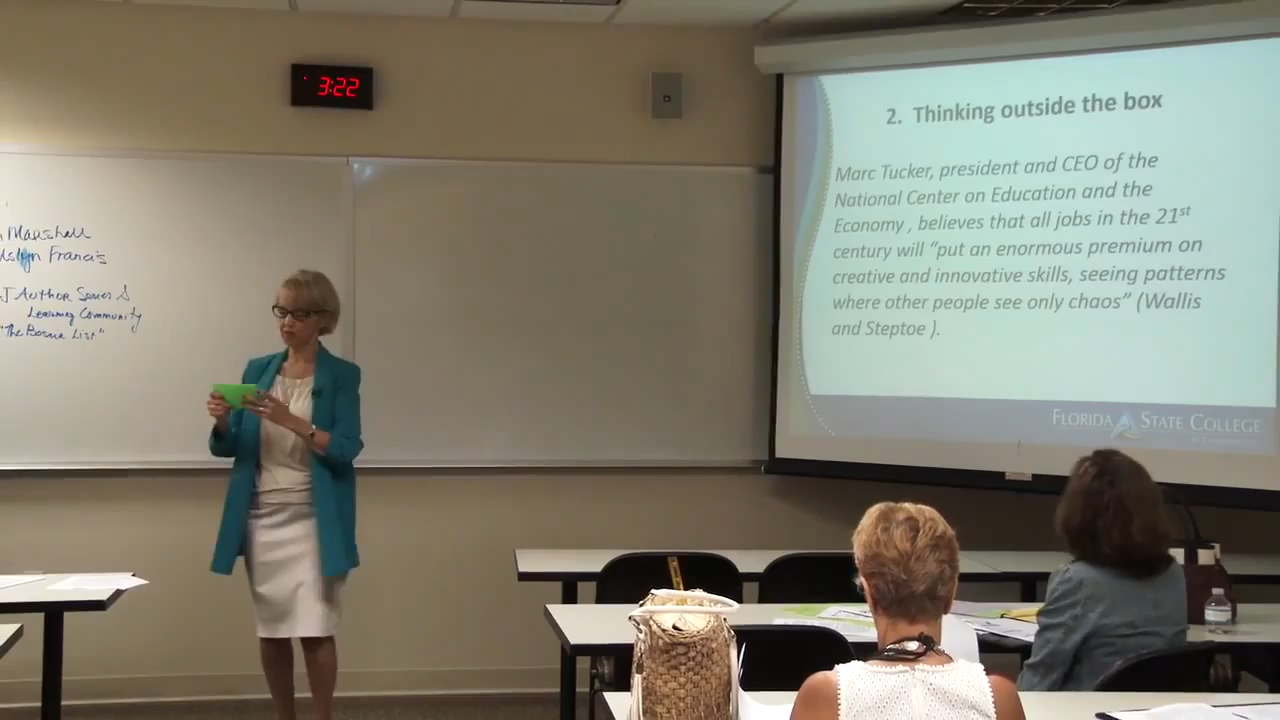 3:22
Marshall
Francis
Author Series
Learning Community
"The Bosnia List"
2. Thinking outside the box
Marc Tucker, president and CEO of the
National Center on Education and the
Economy , believes that all jobs in the 21st
century will “put an enormous premium on
creative and innovative skills, seeing patterns
where other people see only chaos” (Wallis
and Steptoe ).
FLORIDA STATE COLLEGE